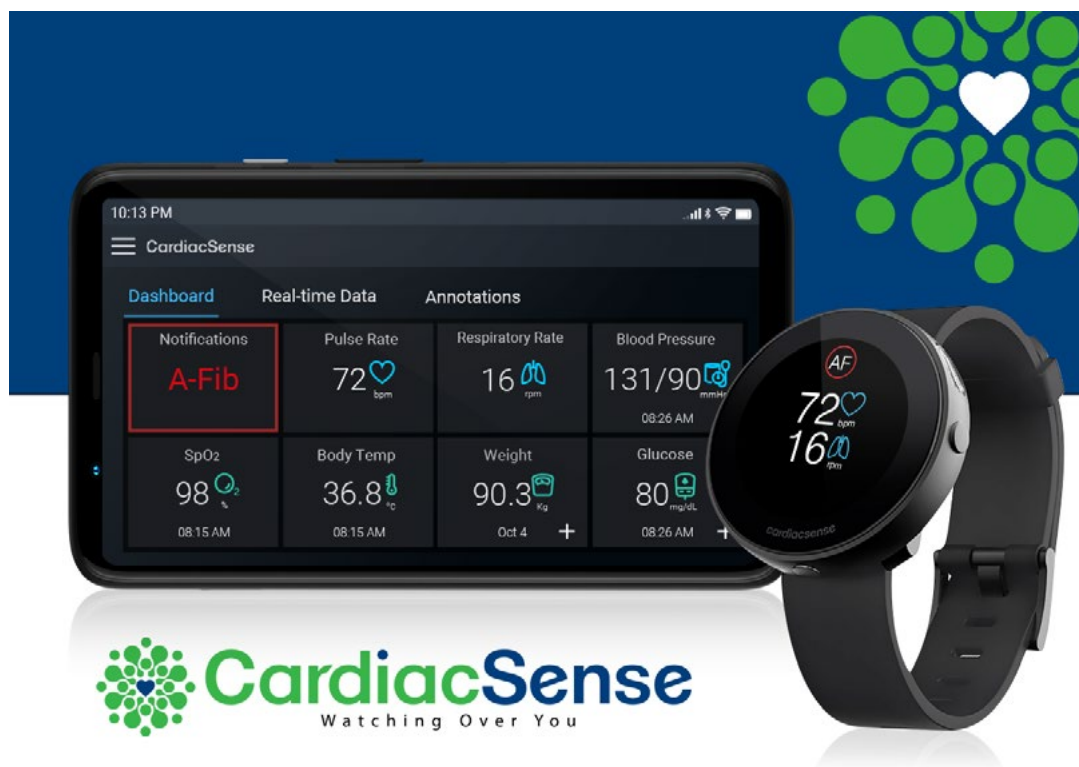 10:13 PM
CardiacSense
Dashboard Real-time Data Annotations
Notifications Pulse Rate Respiratory Rate Blood Pressure
A-Fib 72 bpm 16 rpm 131/90 mmHg
08:26 AM
SpO2 Body Temp Weight Glucose
98 O2 % 36.8 °C 90.3 Kg 80 mg/dL
08:15 AM 08:15 AM Oct 4 + 08:26 AM +
AF
72 bpm
16 rpm
cardiacsense
CardiacSense
Watching Over You